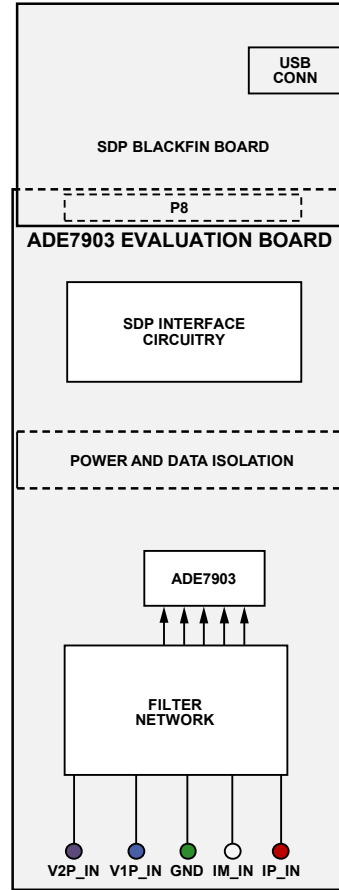 USB
CONN
SDP BLACKFIN BOARD
P8
ADE7903 EVALUATION BOARD
SDP INTERFACE
CIRCUITRY
POWER AND DATA ISOLATION
ADE7903
FILTER
NETWORK
V2P_IN V1P_IN GND IM_IN IP_IN